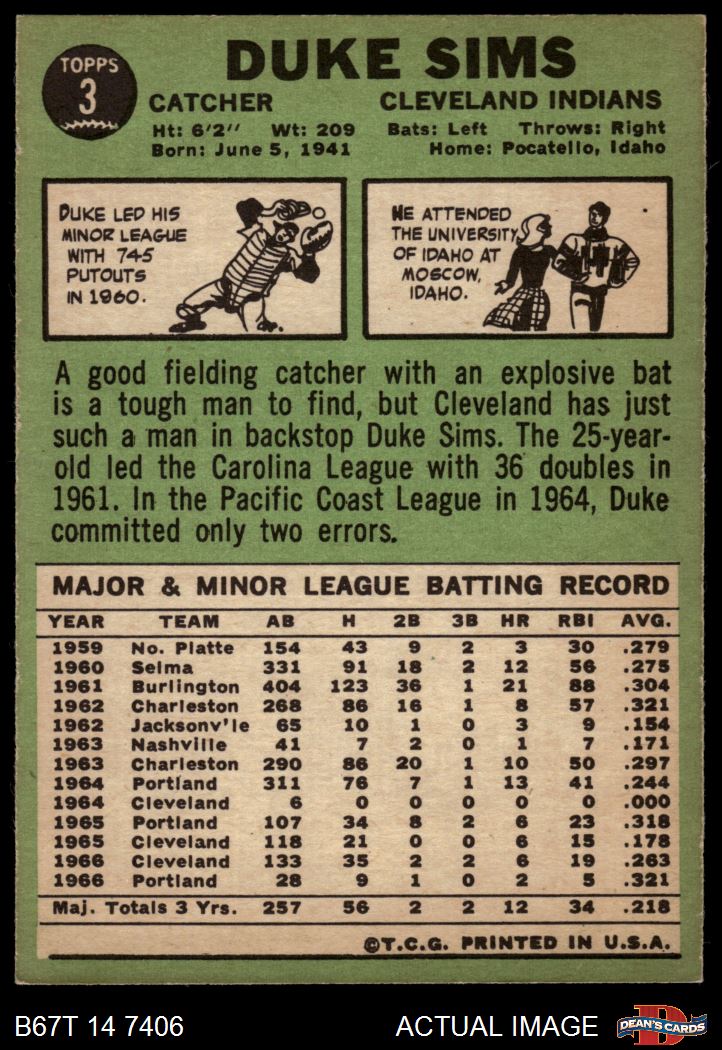 TOPPS
3
DUKE SIMS
CATCHER CLEVELAND INDIANS
Ht: 6'2" Wt: 209 Bats: Left Throws: Right
Born: June 5, 1941 Home: Pocatello, Idaho
DUKE LED HIS
MINOR LEAGUE
WITH 745
PUTOUTS
IN 1960.
HE ATTENDED
THE UNIVERSITY
OF IDAHO AT
MOSCOW,
IDAHO.
A good fielding catcher with an explosive bat
is a tough man to find, but Cleveland has just
such a man in backstop Duke Sims. The 25-year-
old led the Carolina League with 36 doubles in
1961. In the Pacific Coast League in 1964, Duke
committed only two errors.
MAJOR & MINOR LEAGUE BATTING RECORD
YEAR TEAM AB H 2B 3B HR RBI AVG.
1959 No. Platte 154 43 9 2 3 30 .279
1960 Selma 331 91 18 2 12 56 .275
1961 Burlington 404 123 36 1 21 88 .304
1962 Charleston 268 86 16 1 8 57 .321
1962 Jacksonv'le 65 10 1 0 3 9 .154
1963 Nashville 41 7 2 0 1 7 .171
1963 Charleston 290 86 20 1 10 50 .297
1964 Portland 311 76 7 1 13 41 .244
1964 Cleveland 6 0 0 0 0 0 .000
1965 Portland 107 34 8 2 6 23 .318
1965 Cleveland 118 21 0 0 6 15 .178
1966 Cleveland 133 35 2 2 6 19 .263
1966 Portland 28 9 1 0 2 5 .321
Maj. Totals 3 Yrs. 257 56 2 2 12 34 .218
©T.C.G. PRINTED IN U.S.A.
B67T 14 7406 ACTUAL IMAGE DEAN'S CARDS